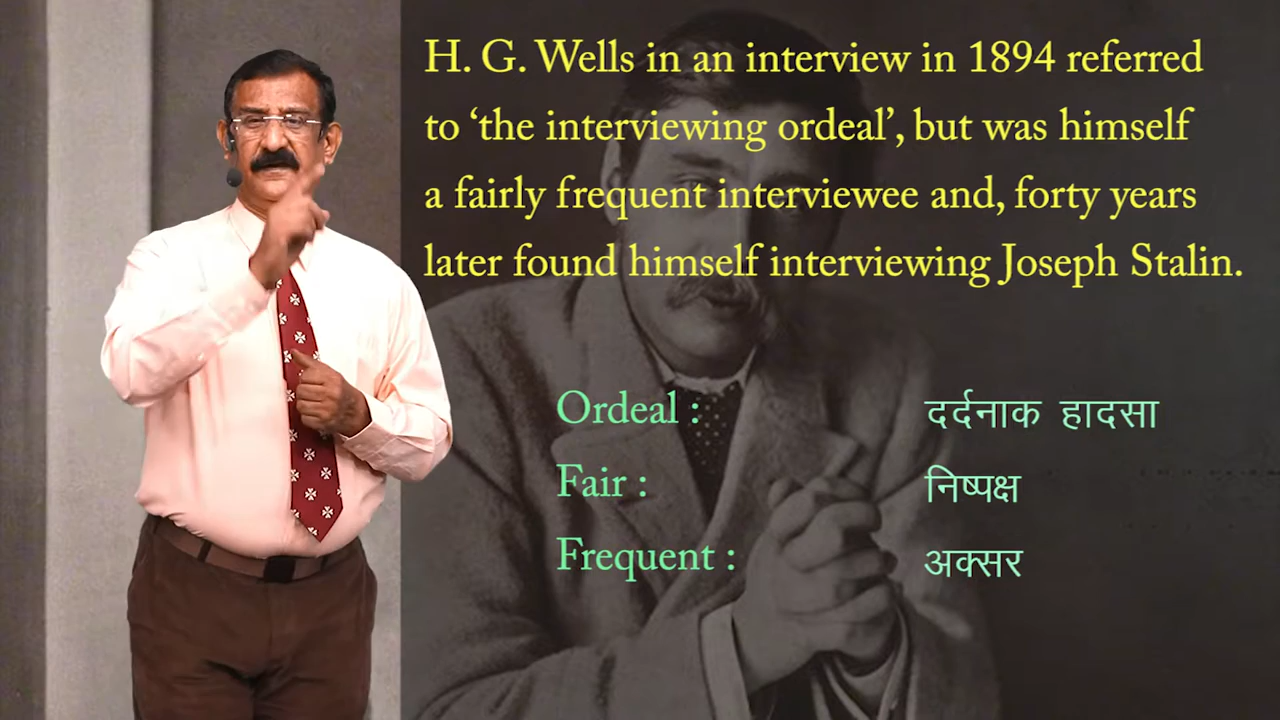 H. G. Wells in an interview in 1894 referred
to ‘the interviewing ordeal’, but was himself
a fairly frequent interviewee and, forty years
later found himself interviewing Joseph Stalin.
Ordeal : दर्दनाक हादसा
Fair : निष्पक्ष
Frequent : अक्सर